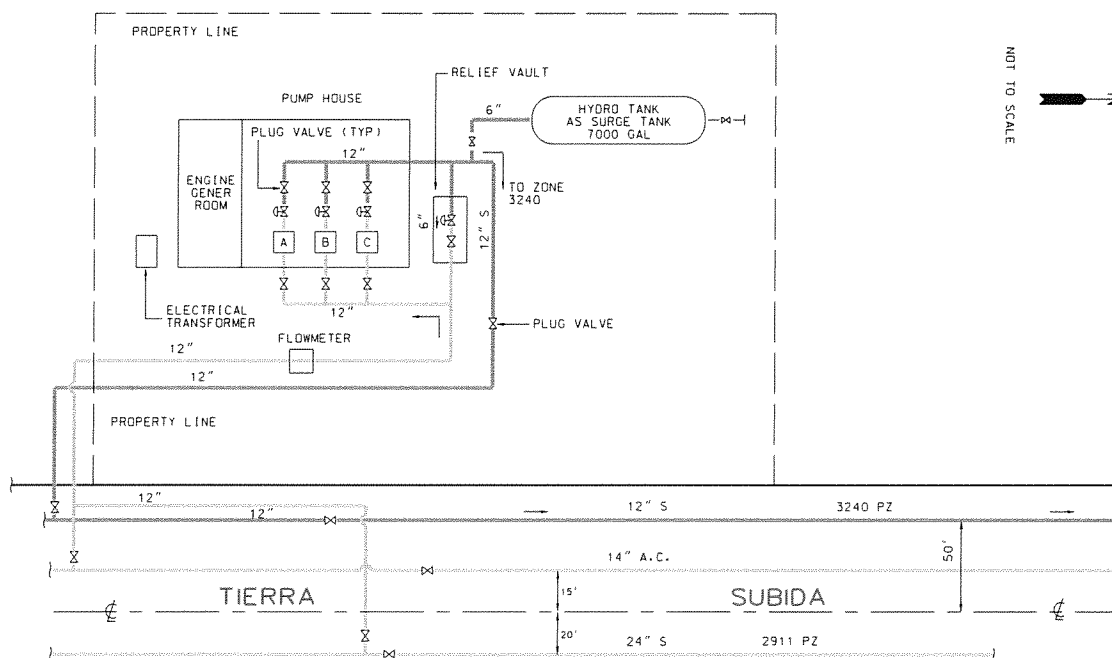 PROPERTY LINE
NOT TO SCALE
RELIEF VAULT
PUMP HOUSE
6"
HYDRO TANK
AS SURGE TANK
7000 GAL
PLUG VALVE (TYP)
12"
ENGINE
GENER
ROOM
TO ZONE
3240
6"
12" S
A
B
C
ELECTRICAL
TRANSFORMER
12"
PLUG VALVE
FLOWMETER
12"
12"
PROPERTY LINE
12"
12"
12" S
3240 PZ
14" A.C.
50'
TIERRA
15'
SUBIDA
20'
24" S
2911 PZ